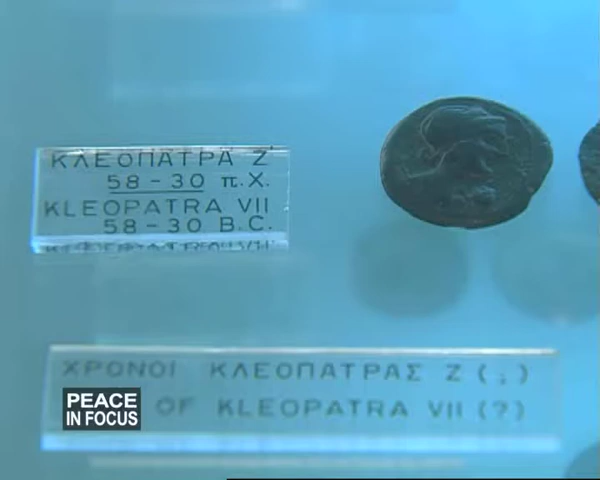 ΚΛΕΟΠΑΤΡΑ Ζ'
58 - 30 π.Χ.
KLEOPATRA VII
58 - 30 B.C.
ΧΡΟΝΟΙ ΚΛΕΟΠΑΤΡΑΣ Ζ (;)
OF KLEOPATRA VII (?)
PEACE
IN FOCUS